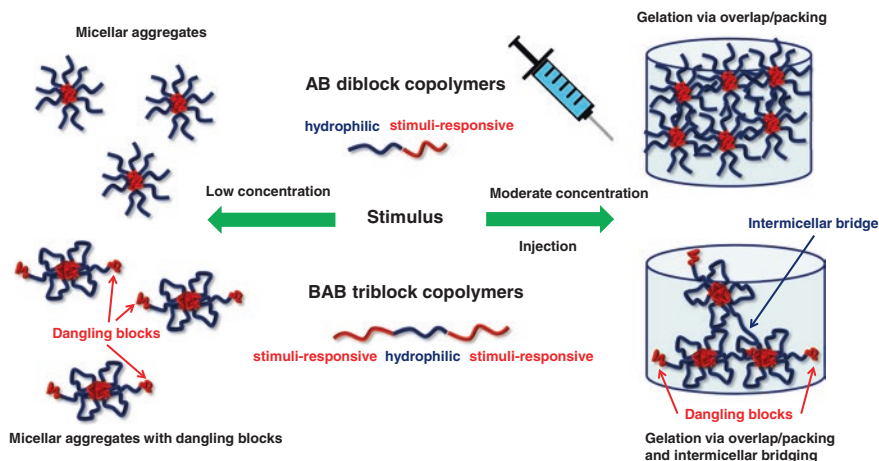 Micellar aggregates
Gelation via overlap/packing
AB diblock copolymers
hydrophilic stimuli-responsive
Low concentration
Stimulus
Moderate concentration
Injection
Intermicellar bridge
BAB triblock copolymers
Dangling blocks
stimuli-responsive hydrophilic stimuli-responsive
Dangling blocks
Micellar aggregates with dangling blocks
Gelation via overlap/packing
and intermicellar bridging